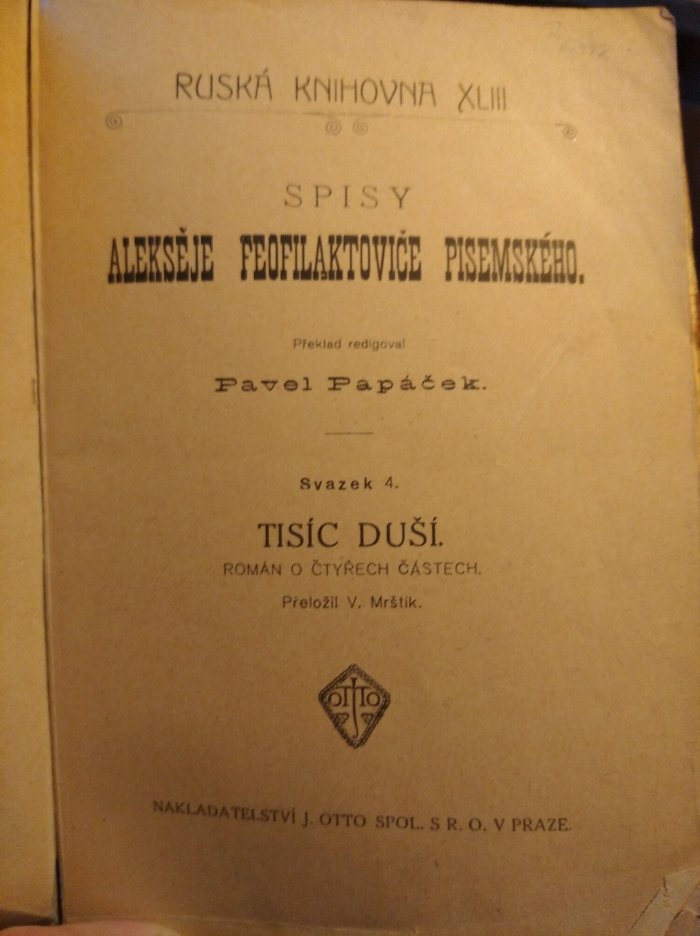 RUSKÁ KNIHOVNA XLIII
SPISY
ALEKSĚJE FEOFILAKTOVIČE PISEMSKÉHO.
Překlad redigoval
Pavel Papáček.
Svazek 4.
TISÍC DUŠÍ.
ROMÁN O ČTYŘECH ČÁSTECH.
Přeložil V. Mrštík.
OTTO
NAKLADATELSTVÍ J. OTTO SPOL. S R. O. V PRAZE.